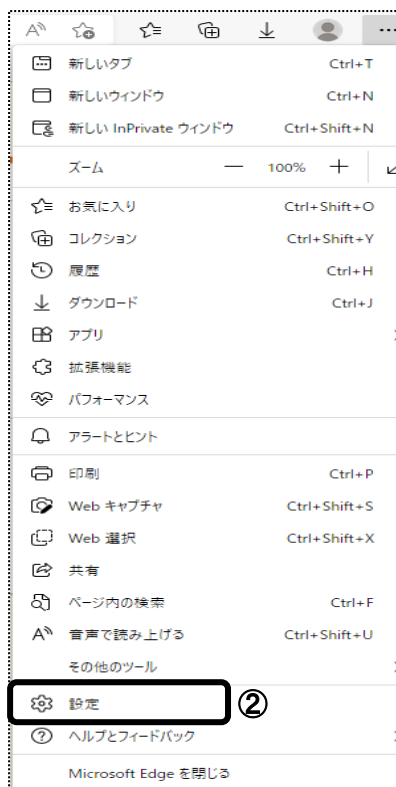 新しいタブ Ctrl+T
新しいウィンドウ Ctrl+N
新しい InPrivate ウィンドウ Ctrl+Shift+N
ズーム — 100% +
お気に入り Ctrl+Shift+O
コレクション Ctrl+Shift+Y
履歴 Ctrl+H
ダウンロード Ctrl+J
アプリ
拡張機能
パフォーマンス
アラートとヒント
印刷 Ctrl+P
Web キャプチャ Ctrl+Shift+S
Web 選択 Ctrl+Shift+X
共有
ページ内の検索 Ctrl+F
音声で読み上げる Ctrl+Shift+U
その他のツール
設定 ②
ヘルプとフィードバック
Microsoft Edge を閉じる